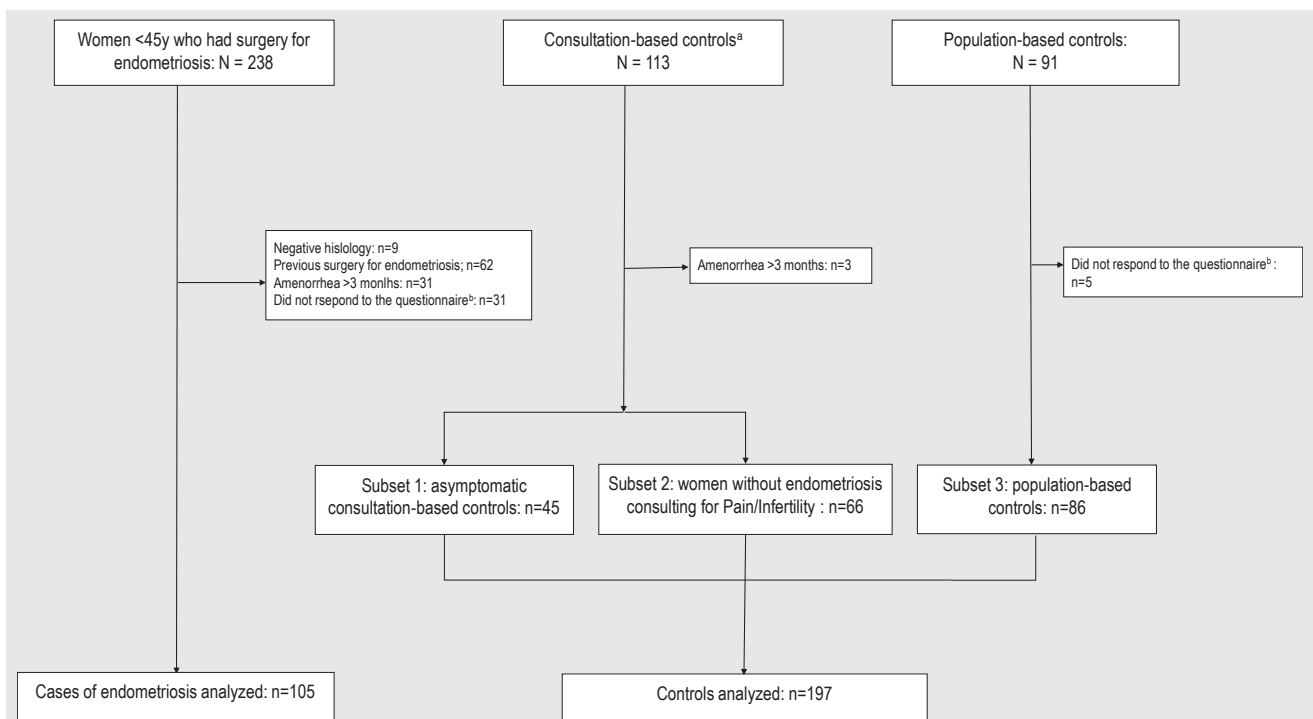 Women <45y who had surgery for
endometriosis: N = 238
Consultation-based controlsᵃ
N = 113
Population-based controls:
N = 91
Negative hislology: n=9
Previous surgery for endometriosis; n=62
Amenorrhea >3 monlhs: n=31
Did not rsepond to the questionnaireᵇ: n=31
Amenorrhea >3 months: n=3
Did not respond to the questionnaireᵇ :
n=5
Subset 1: asymptomatic
consultation-based controls: n=45
Subset 2: women without endometriosis
consulting for Pain/Infertility : n=66
Subset 3: population-based
controls: n=86
Cases of endometriosis analyzed: n=105
Controls analyzed: n=197